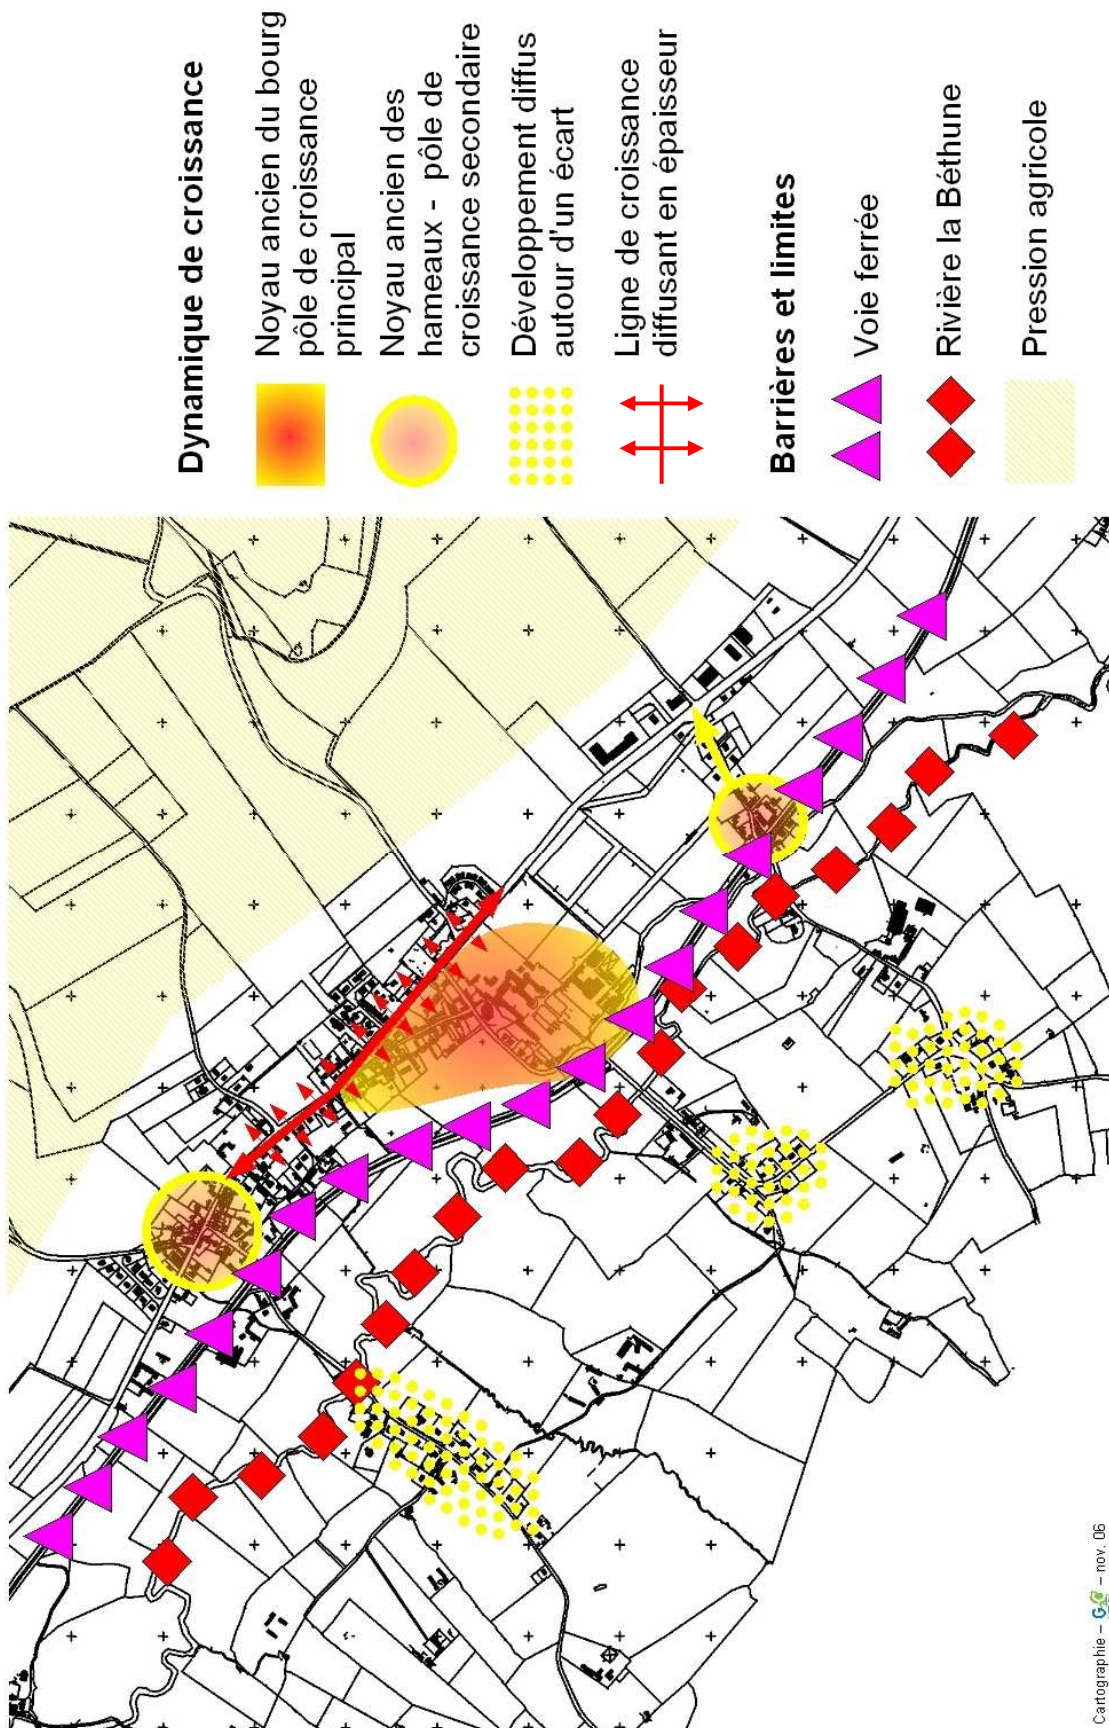 Dynamique de croissance
Noyau ancien du bourg
pôle de croissance
principal
Noyau ancien des
hameaux - pôle de
croissance secondaire
Développement diffus
autour d'un écart
Ligne de croissance
diffusant en épaisseur
Barrières et limites
Voie ferrée
Rivière la Béthune
Pression agricole
Cartographie – G2C – nov. 06